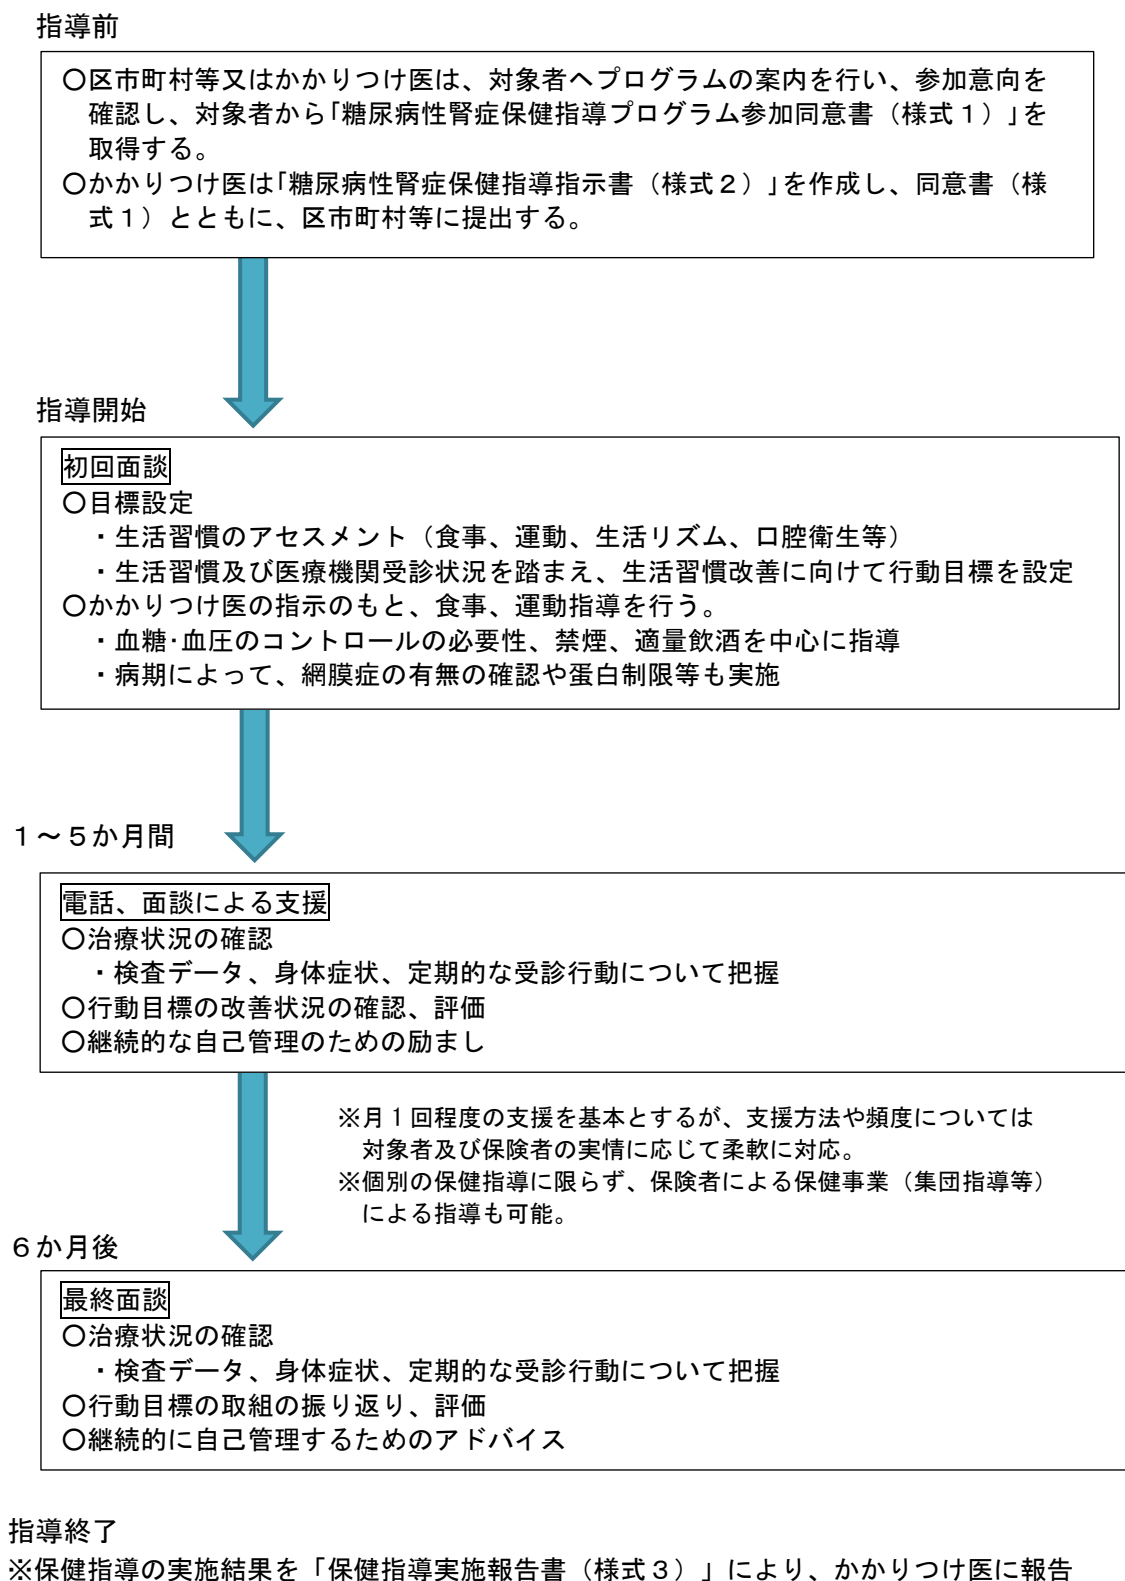 指導前
○区市町村等又はかかりつけ医は、対象者へプログラムの案内を行い、参加意向を
確認し、対象者から「糖尿病性腎症保健指導プログラム参加同意書（様式１）」を
取得する。
○かかりつけ医は「糖尿病性腎症保健指導指示書（様式２）」を作成し、同意書（様
式１）とともに、区市町村等に提出する。
指導開始
初回面談
○目標設定
・生活習慣のアセスメント（食事、運動、生活リズム、口腔衛生等）
・生活習慣及び医療機関受診状況を踏まえ、生活習慣改善に向けて行動目標を設定
○かかりつけ医の指示のもと、食事、運動指導を行う。
・血糖・血圧のコントロールの必要性、禁煙、適量飲酒を中心に指導
・病期によって、網膜症の有無の確認や蛋白制限等も実施
１～５か月間
電話、面談による支援
○治療状況の確認
・検査データ、身体症状、定期的な受診行動について把握
○行動目標の改善状況の確認、評価
○継続的な自己管理のための励まし
※月１回程度の支援を基本とするが、支援方法や頻度については
対象者及び保険者の実情に応じて柔軟に対応。
※個別の保健指導に限らず、保険者による保健事業（集団指導等）
による指導も可能。
６か月後
最終面談
○治療状況の確認
・検査データ、身体症状、定期的な受診行動について把握
○行動目標の取組の振り返り、評価
○継続的に自己管理するためのアドバイス
指導終了
※保健指導の実施結果を「保健指導実施報告書（様式３）」により、かかりつけ医に報告